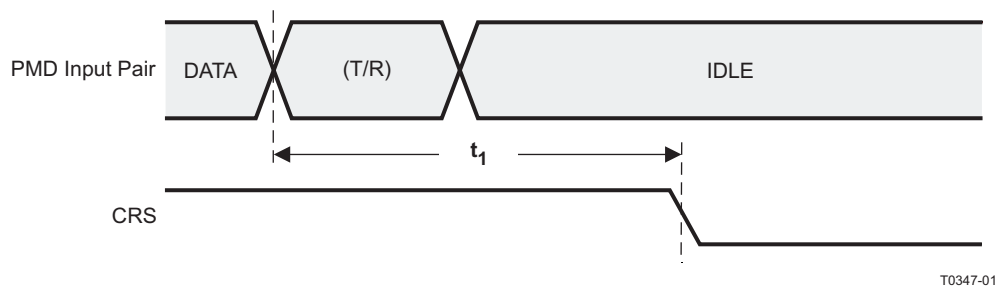 PMD Input Pair DATA (T/R) IDLE
t1
CRS
T0347-01